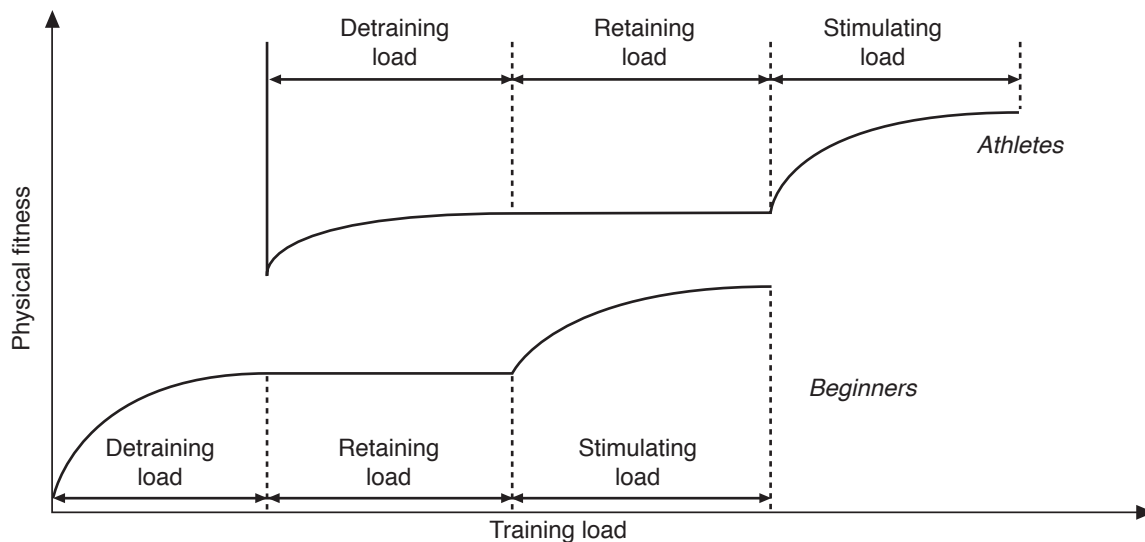 Detraining
load
Retaining
load
Stimulating
load
Athletes
Physical fitness
Beginners
Detraining
load
Retaining
load
Stimulating
load
Training load